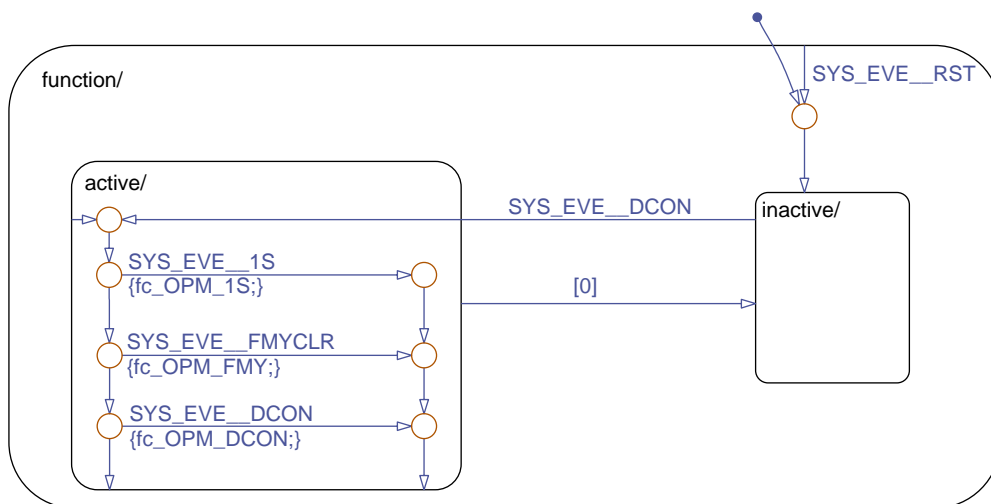 function/
SYS_EVE__RST
active/
SYS_EVE__DCON
inactive/
SYS_EVE__1S
{fc_OPM_1S;}
[0]
SYS_EVE__FMYCLR
{fc_OPM_FMY;}
SYS_EVE__DCON
{fc_OPM_DCON;}